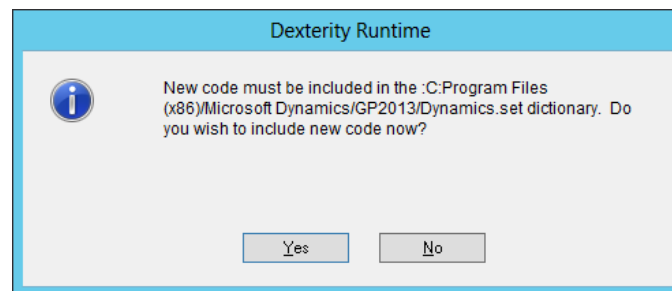 Dexterity Runtime
New code must be included in the :C:Program Files
(x86)/Microsoft Dynamics/GP2013/Dynamics.set dictionary.  Do
you wish to include new code now?
Yes
No